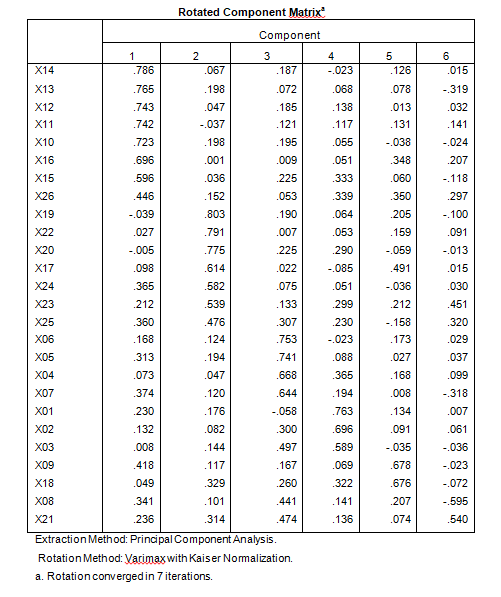 Rotated Component Matrixª
Component
1 2 3 4 5 6
X14 .786 .067 .187 -.023 .126 .015
X13 .765 .198 .072 .068 .078 -.319
X12 .743 .047 .185 .138 .013 .032
X11 .742 -.037 .121 .117 .131 .141
X10 .723 .198 .195 .055 -.038 -.024
X16 .696 .001 .009 .051 .348 .207
X15 .596 .036 .225 .333 .060 -.118
X26 .446 .152 .053 .339 .350 .297
X19 -.039 .803 .190 .064 .205 -.100
X22 .027 .791 .007 .053 .159 .091
X20 -.005 .775 .225 .290 -.059 -.013
X17 .098 .614 .022 -.085 .491 .015
X24 .365 .582 .075 .051 -.036 .030
X23 .212 .539 .133 .299 .212 .451
X25 .360 .476 .307 .230 -.158 .320
X06 .168 .124 .753 -.023 .173 .029
X05 .313 .194 .741 .088 .027 .037
X04 .073 .047 .668 .365 .168 .099
X07 .374 .120 .644 .194 .008 -.318
X01 .230 .176 -.058 .763 .134 .007
X02 .132 .082 .300 .696 .091 .061
X03 .008 .144 .497 .589 -.035 -.036
X09 .418 .117 .167 .069 .678 -.023
X18 .049 .329 .260 .322 .676 -.072
X08 .341 .101 .441 .141 .207 -.595
X21 .236 .314 .474 .136 .074 .540
Extraction Method: Principal Component Analysis.
Rotation Method: Varimax with Kaiser Normalization.
a. Rotation converged in 7 iterations.